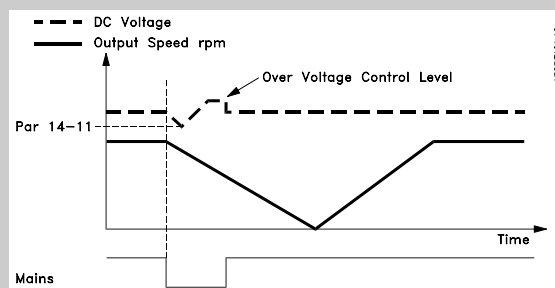 DC Voltage
Output Speed rpm
Over Voltage Control Level
Par 14-11
Time
Mains